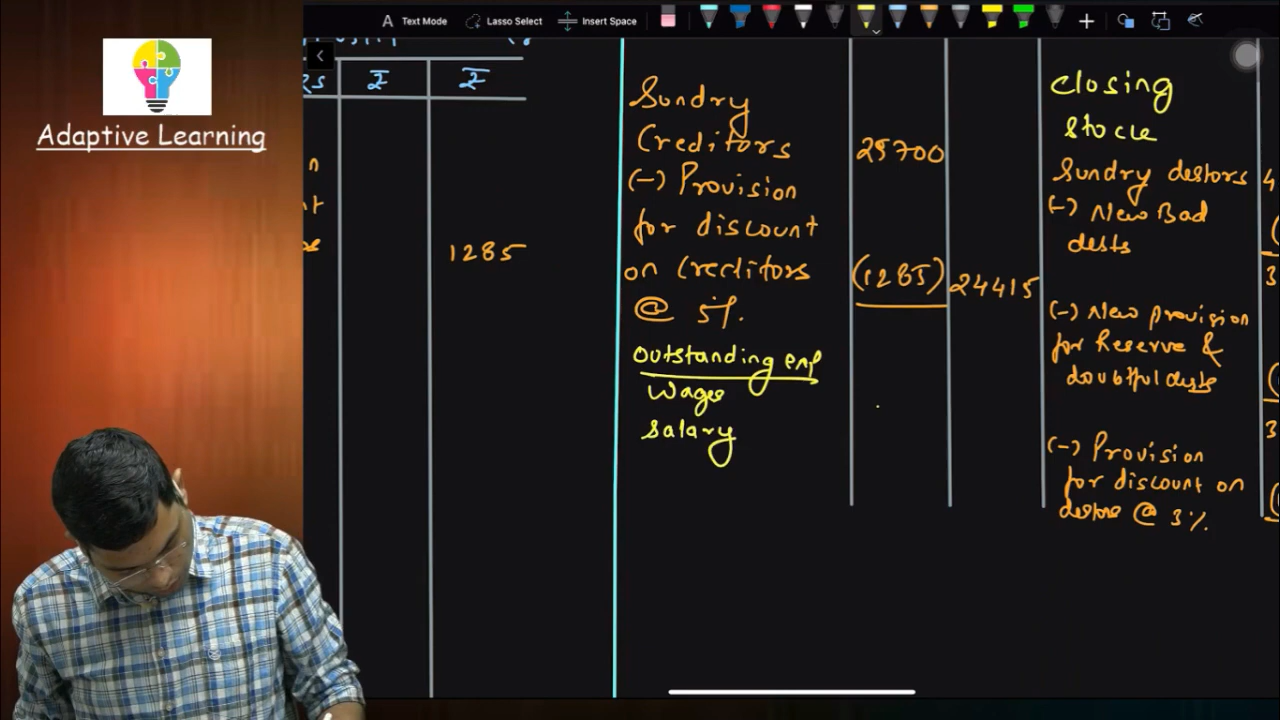 Text Mode
Lasso Select
Insert Space
Adaptive Learning
₹
₹
1285
Sundry
Creditors 25700
(-) Provision
for discount
on Creditors (1285) 24415
@ 5%.
Outstanding exp
Wages
Salary
Closing
Stock
Sundry debtors
(-) New Bad
debts
(-) New provision
for Reserve &
doubtful debts
(-) Provision
for discount on
debtors @ 3%.